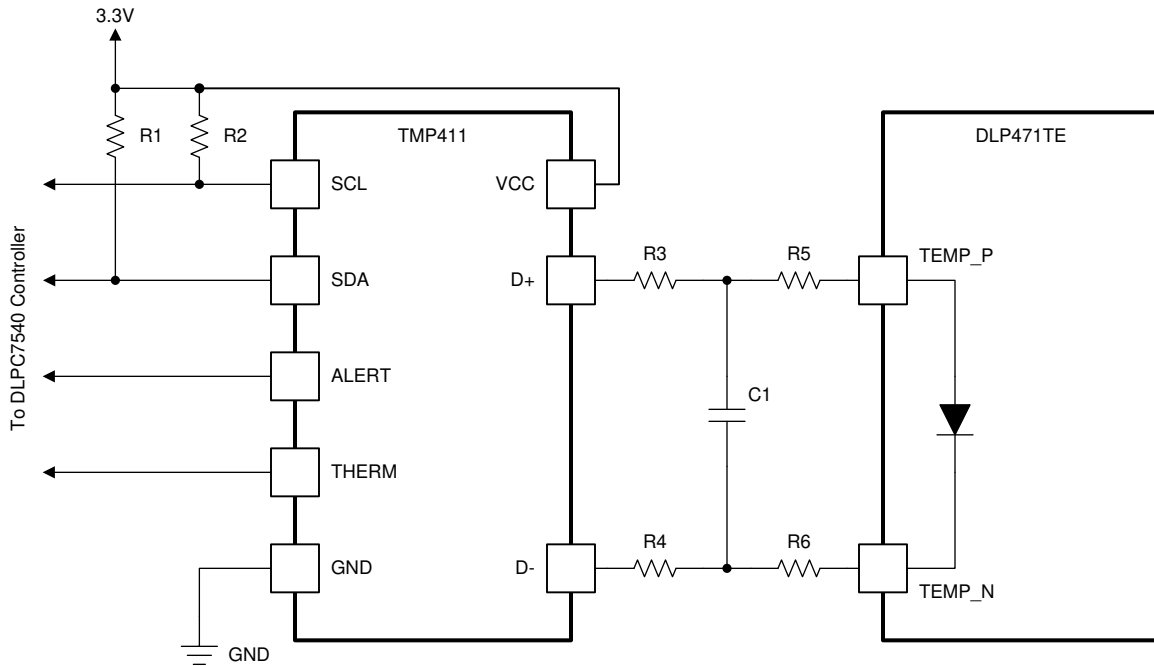 3.3V
R1
R2
TMP411
DLP471TE
SCL
VCC
To DLPC7540 Controller
SDA
D+
R3
R5
TEMP_P
ALERT
C1
THERM
GND
D-
R4
R6
TEMP_N
GND